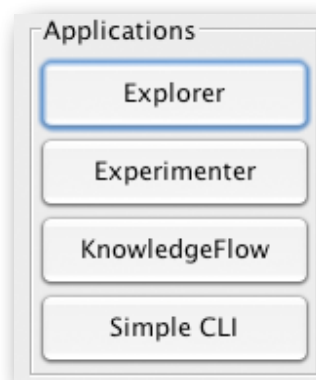 Applications
Explorer
Experimenter
KnowledgeFlow
Simple CLI